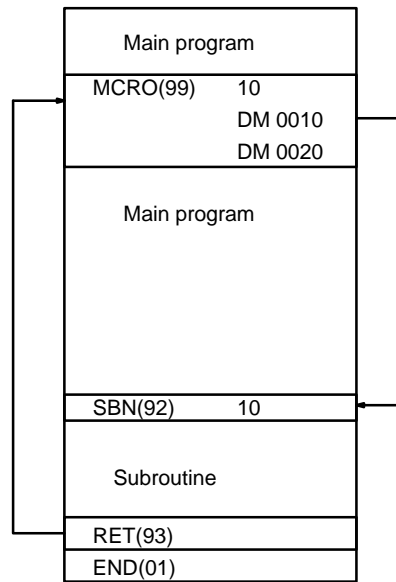 Main program
MCRO(99) 10
DM 0010
DM 0020
Main program
SBN(92) 10
Subroutine
RET(93)
END(01)